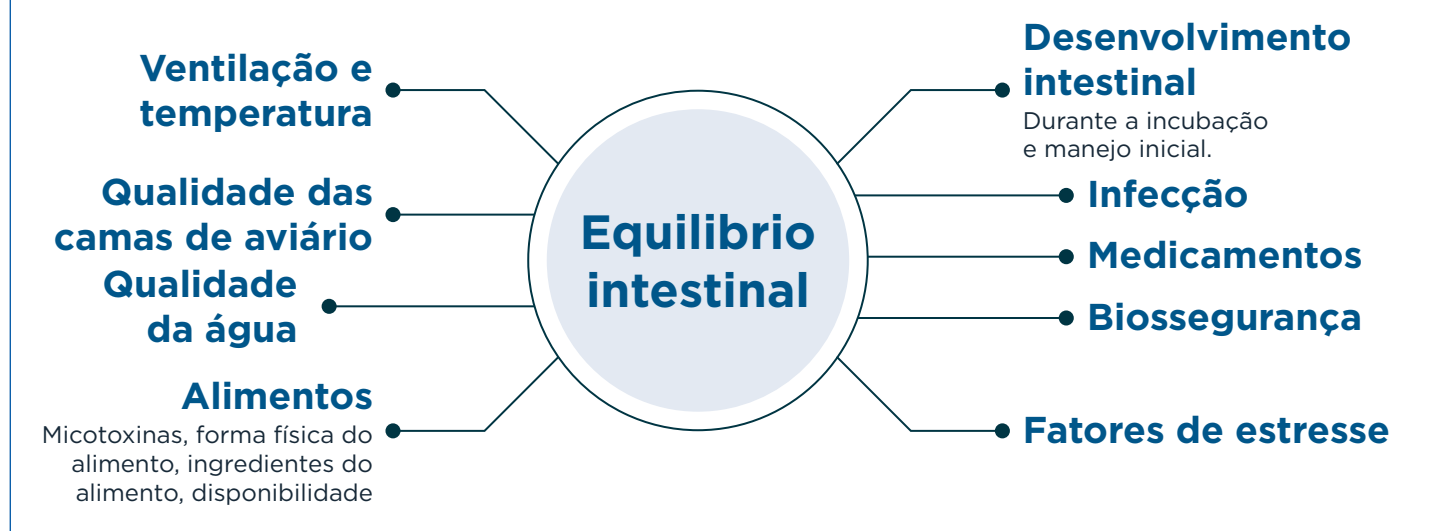 Ventilação e
temperatura
Qualidade das
camas de aviário
Qualidade
da água
Alimentos
Micotoxinas, forma física do
alimento, ingredientes do
alimento, disponibilidade
Equilibrio
intestinal
Desenvolvimento
intestinal
Durante a incubação
e manejo inicial.
Infecção
Medicamentos
Biossegurança
Fatores de estresse